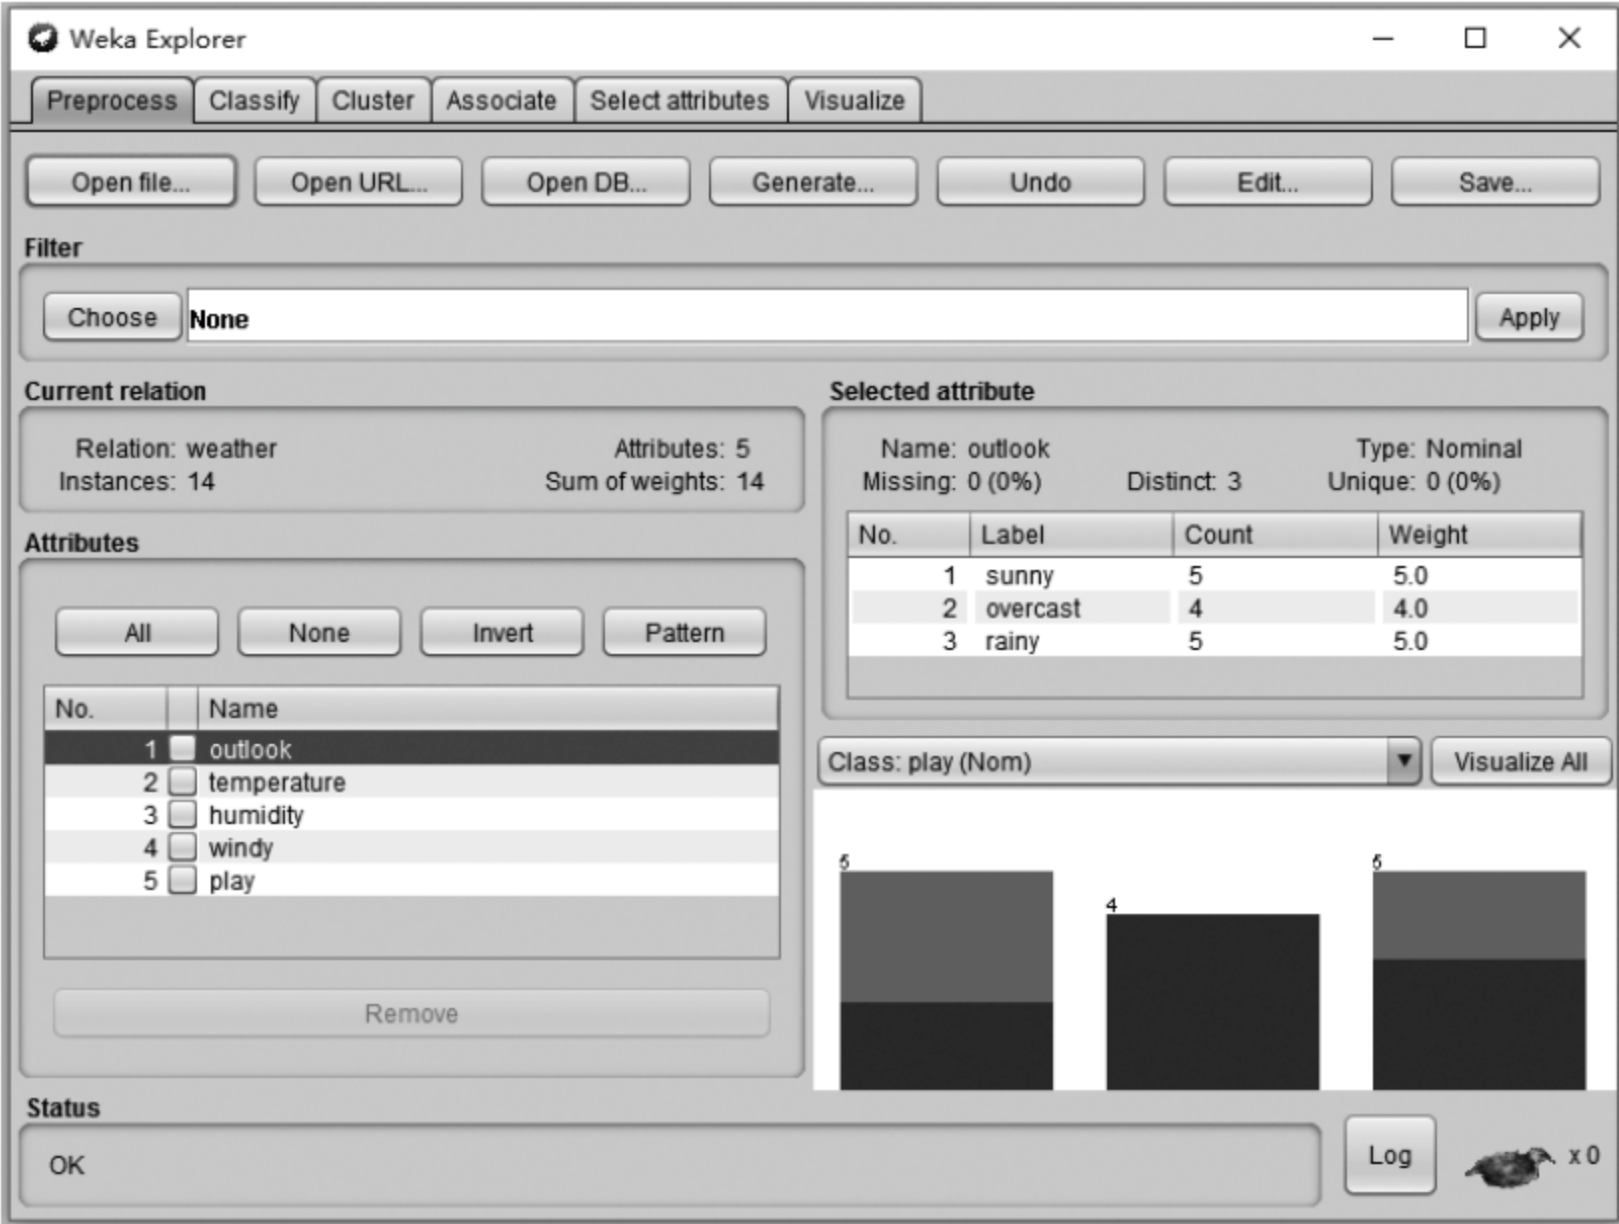 Weka Explorer
Preprocess Classify Cluster Associate Select attributes Visualize
Open file... Open URL... Open DB... Generate... Undo Edit... Save...
Filter
Choose None Apply
Current relation
Relation: weather Attributes: 5
Instances: 14 Sum of weights: 14
Attributes
All None Invert Pattern
No. Name
1 outlook
2 temperature
3 humidity
4 windy
5 play
Remove
Selected attribute
Name: outlook Type: Nominal
Missing: 0 (0%) Distinct: 3 Unique: 0 (0%)
No. Label Count Weight
1 sunny 5 5.0
2 overcast 4 4.0
3 rainy 5 5.0
Class: play (Nom) Visualize All
5 4 5
Status
OK
Log x 0